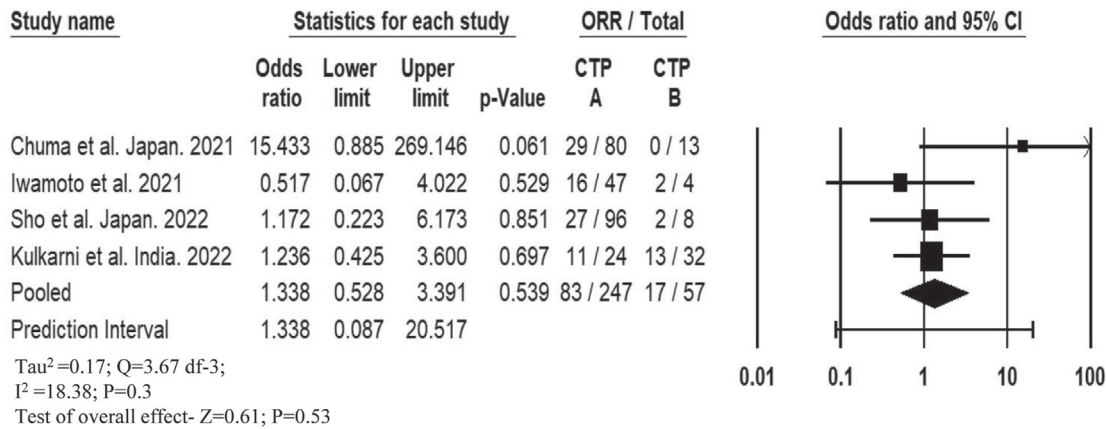 Study name Statistics for each study ORR / Total Odds ratio and 95% CI
Odds ratio Lower limit Upper limit p-Value CTP A CTP B
Chuma et al. Japan. 2021 15.433 0.885 269.146 0.061 29 / 80 0 / 13
Iwamoto et al. 2021 0.517 0.067 4.022 0.529 16 / 47 2 / 4
Sho et al. Japan. 2022 1.172 0.223 6.173 0.851 27 / 96 2 / 8
Kulkarni et al. India. 2022 1.236 0.425 3.600 0.697 11 / 24 13 / 32
Pooled 1.338 0.528 3.391 0.539 83 / 247 17 / 57
Prediction Interval 1.338 0.087 20.517
Tau² =0.17; Q=3.67 df-3;
I² =18.38; P=0.3
Test of overall effect- Z=0.61; P=0.53
0.01 0.1 1 10 100